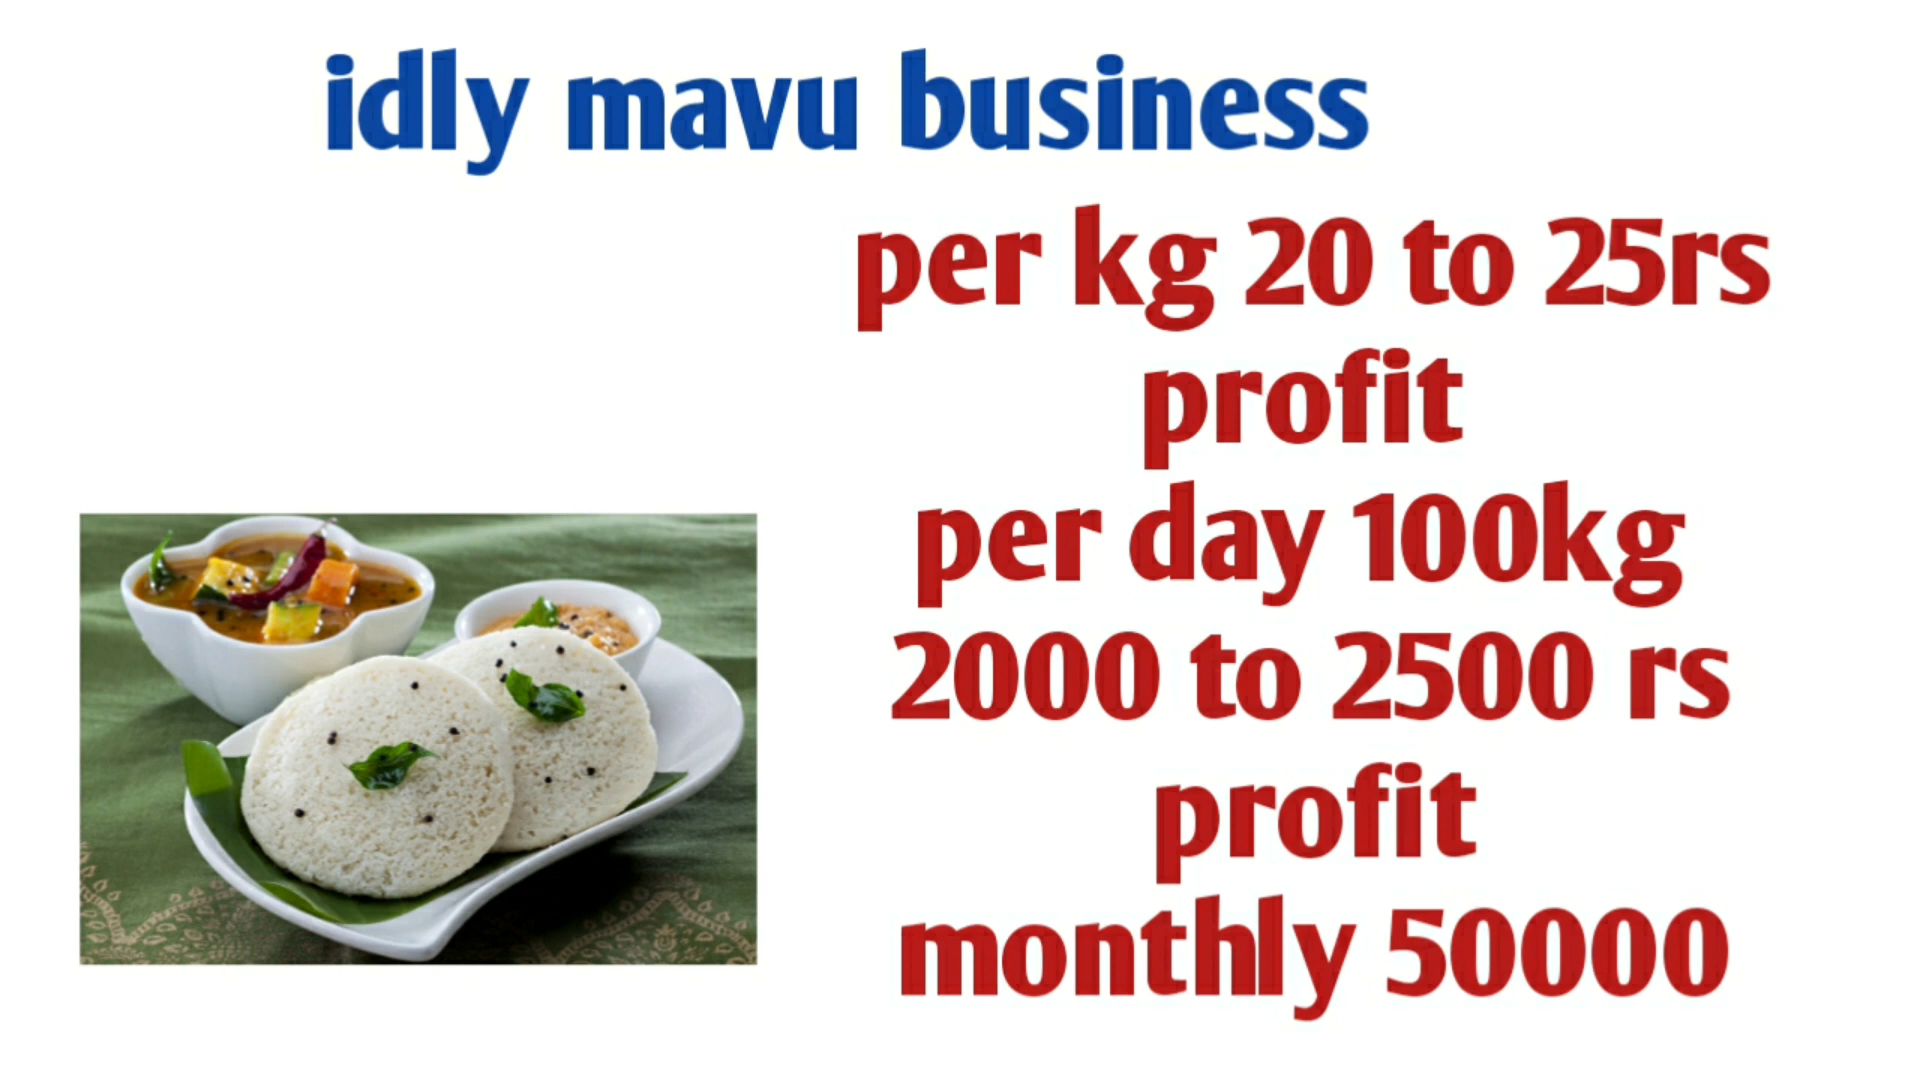 idly mavu business
per kg 20 to 25rs
profit
per day 100kg
2000 to 2500 rs
profit
monthly 50000